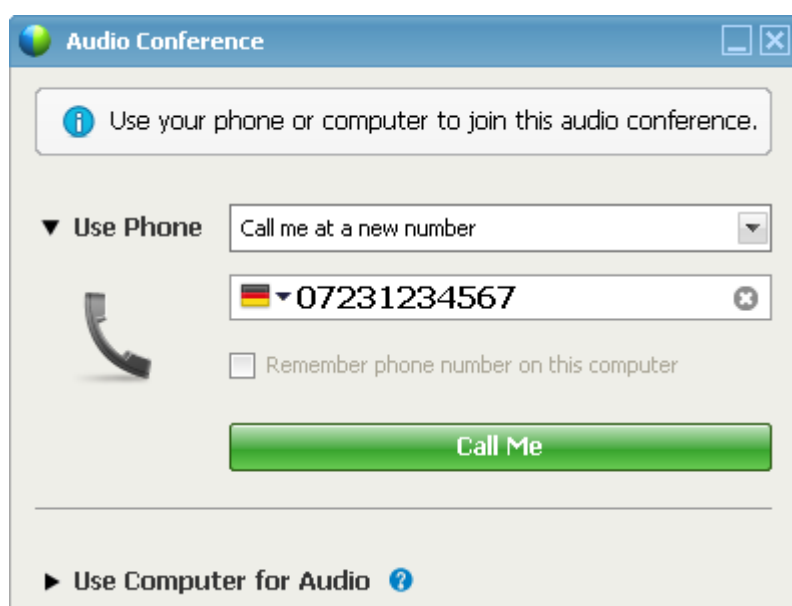 Audio Conference
Use your phone or computer to join this audio conference.
Use Phone
Call me at a new number
07231234567
Remember phone number on this computer
Call Me
Use Computer for Audio ?